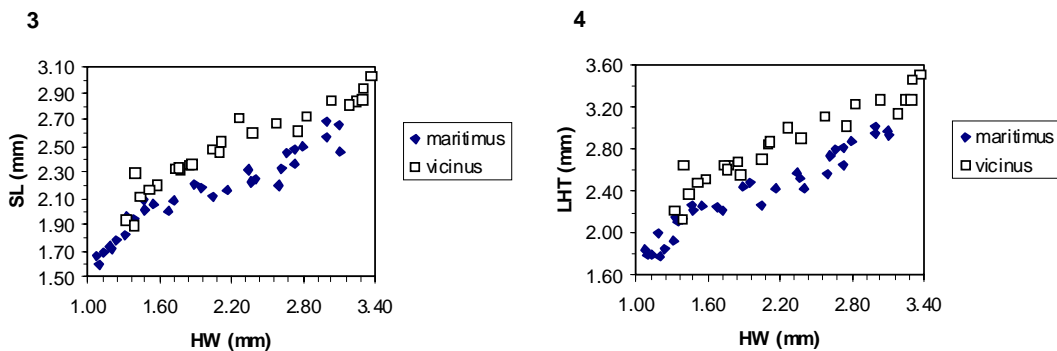 3
3.10
2.90
2.70
2.50
2.30
2.10
1.90
1.70
1.50
SL (mm)
1.00 1.60 2.20 2.80 3.40
HW (mm)
maritimus
vicinus
4
3.60
3.20
2.80
2.40
2.00
1.60
LHT (mm)
1.00 1.60 2.20 2.80 3.40
HW (mm)
maritimus
vicinus